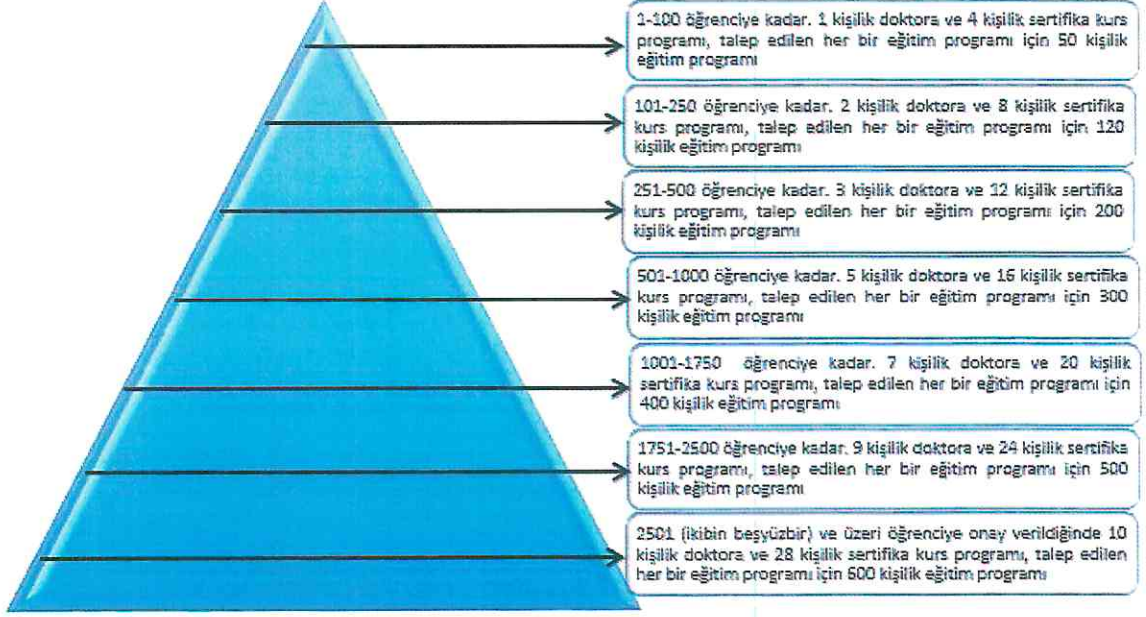 1-100 öğrenciye kadar. 1 kişilik doktora ve 4 kişilik sertifika kurs
programı, talep edilen her bir eğitim programı için 50 kişilik
eğitim programı
101-250 öğrenciye kadar. 2 kişilik doktora ve 8 kişilik sertifika
kurs programı, talep edilen her bir eğitim programı için 120
kişilik eğitim programı
251-500 öğrenciye kadar. 3 kişilik doktora ve 12 kişilik sertifika
kurs programı, talep edilen her bir eğitim programı için 200
kişilik eğitim programı
501-1000 öğrenciye kadar. 5 kişilik doktora ve 16 kişilik sertifika
kurs programı, talep edilen her bir eğitim programı için 300
kişilik eğitim programı
1001-1750 öğrenciye kadar. 7 kişilik doktora ve 20 kişilik
sertifika kurs programı, talep edilen her bir eğitim programı için
400 kişilik eğitim programı
1751-2500 öğrenciye kadar. 9 kişilik doktora ve 24 kişilik sertifika
kurs programı, talep edilen her bir eğitim programı için 500
kişilik eğitim programı
2501 (ikibin beşyüzbir) ve üzeri öğrenciye onay verildiğinde 10
kişilik doktora ve 28 kişilik sertifika kurs programı, talep edilen
her bir eğitim programı için 600 kişilik eğitim programı